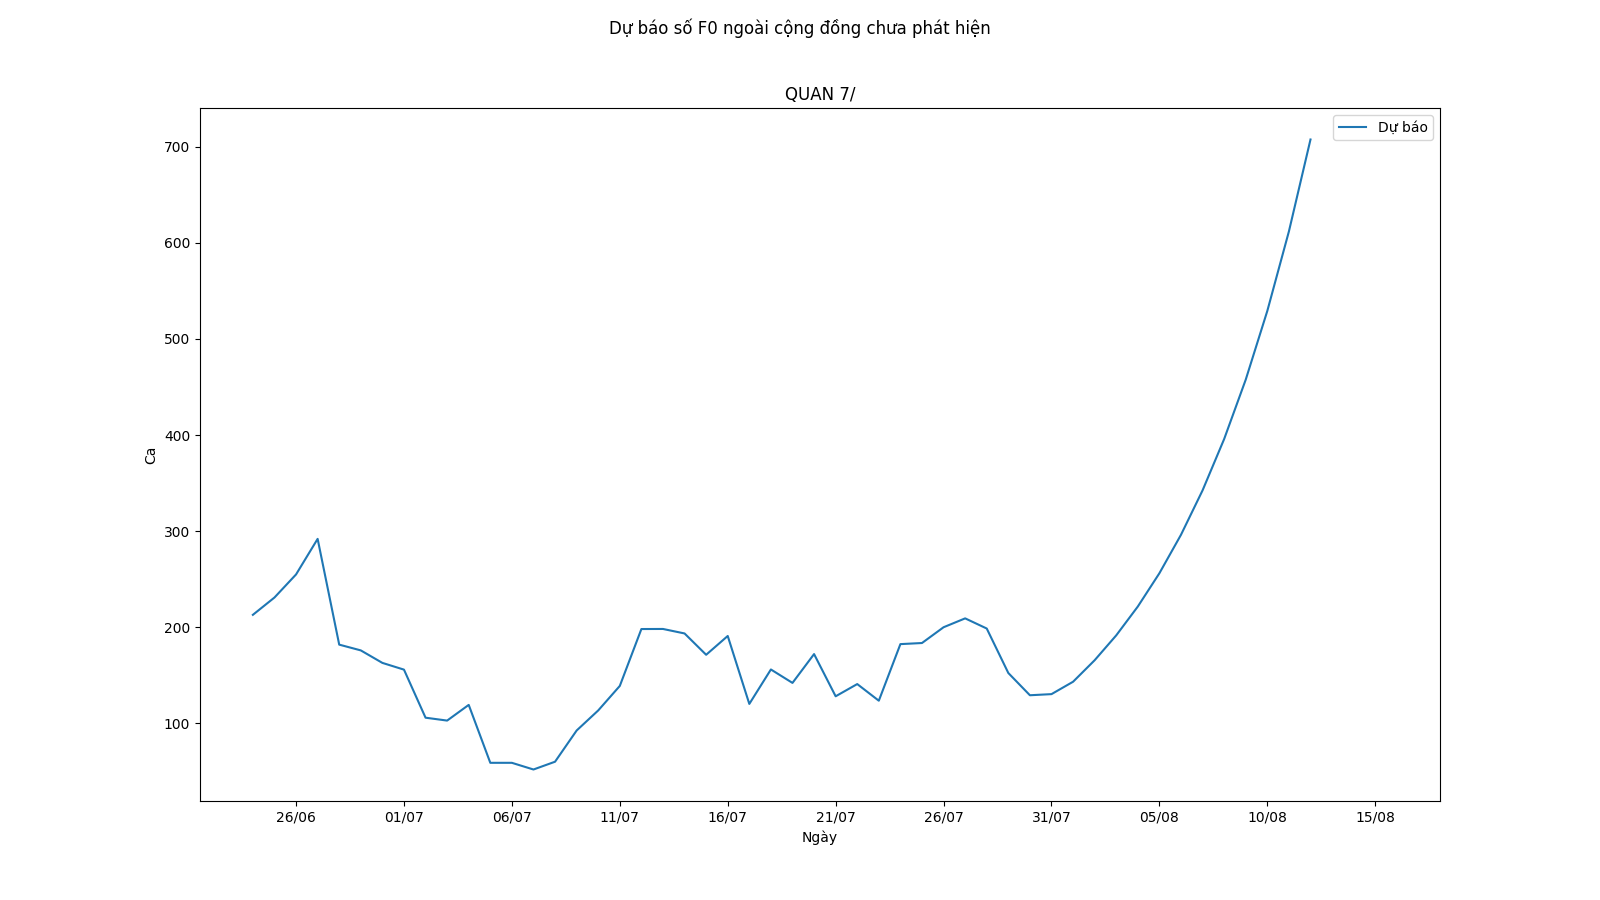 Dự báo số F0 ngoài cộng đồng chưa phát hiện
QUAN 7/
Dự báo
700
600
500
400
300
200
100
Ca
26/06 01/07 06/07 11/07 16/07 21/07 26/07 31/07 05/08 10/08 15/08
Ngày